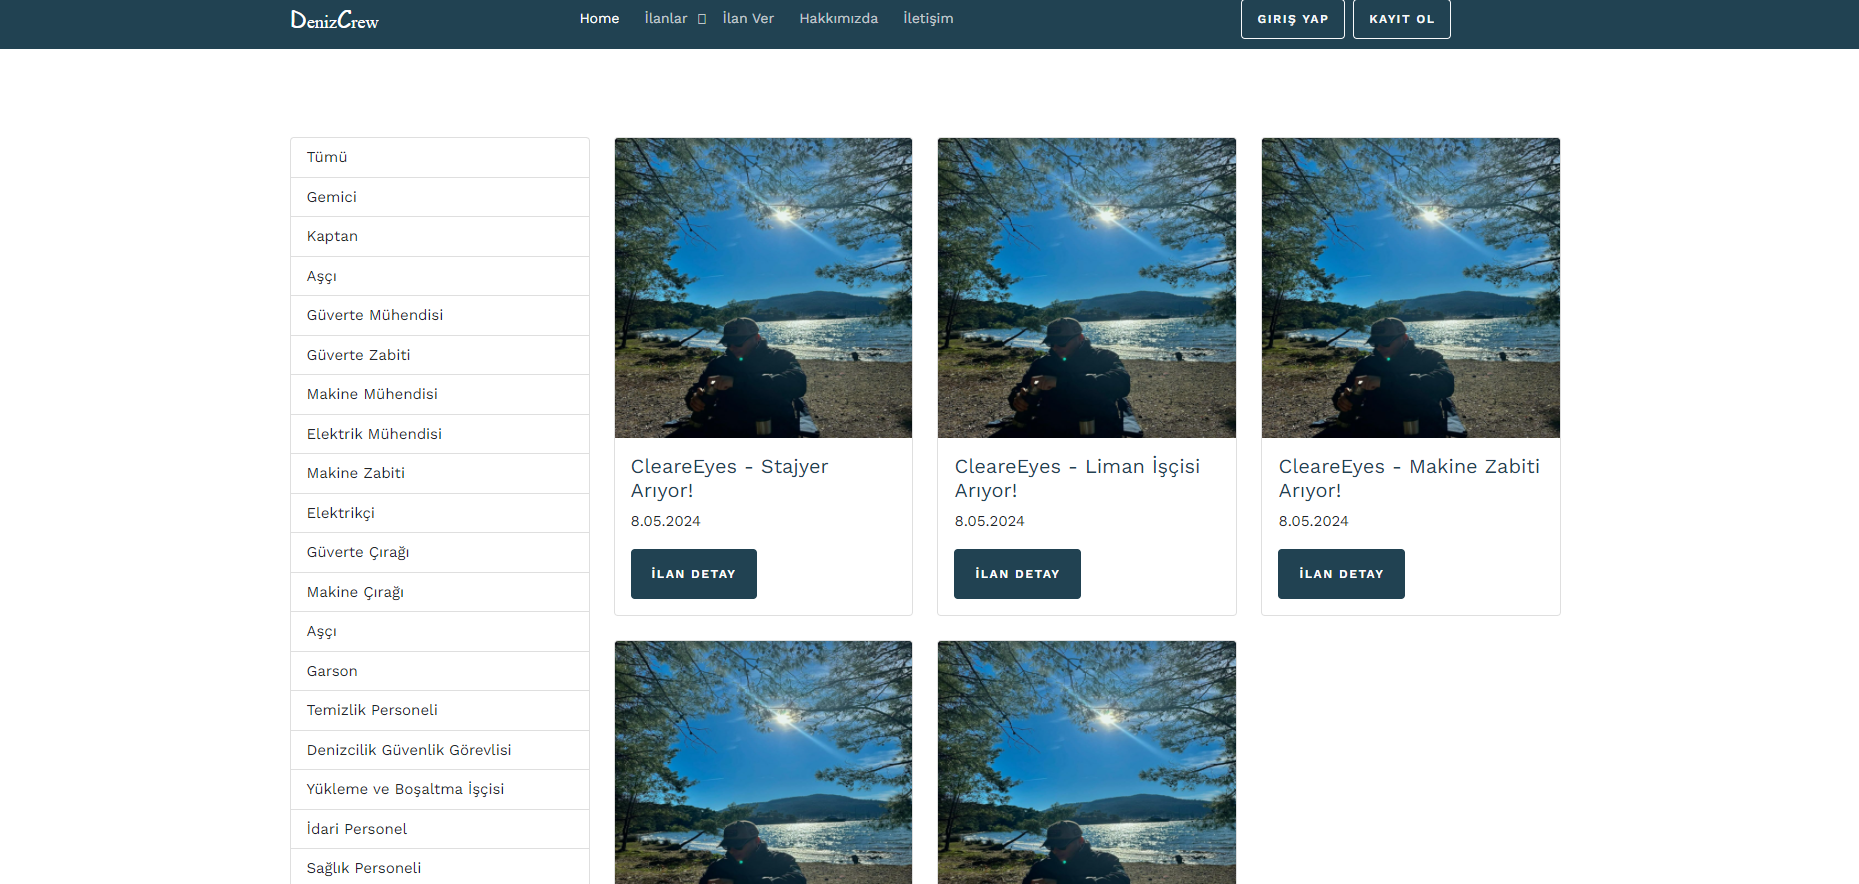 DenizCrew
Home İlanlar İlan Ver Hakkımızda İletişim
GIRIŞ YAP KAYIT OL
Tümü
Gemici
Kaptan
Aşçı
Güverte Mühendisi
Güverte Zabiti
Makine Mühendisi
Elektrik Mühendisi
Makine Zabiti
Elektrikçi
Güverte Çırağı
Makine Çırağı
Aşçı
Garson
Temizlik Personeli
Denizcilik Güvenlik Görevlisi
Yükleme ve Boşaltma İşçisi
İdari Personel
Sağlık Personeli
CleareEyes - Stajyer
Arıyor!
8.05.2024
İLAN DETAY
CleareEyes - Liman İşçisi
Arıyor!
8.05.2024
İLAN DETAY
CleareEyes - Makine Zabiti
Arıyor!
8.05.2024
İLAN DETAY